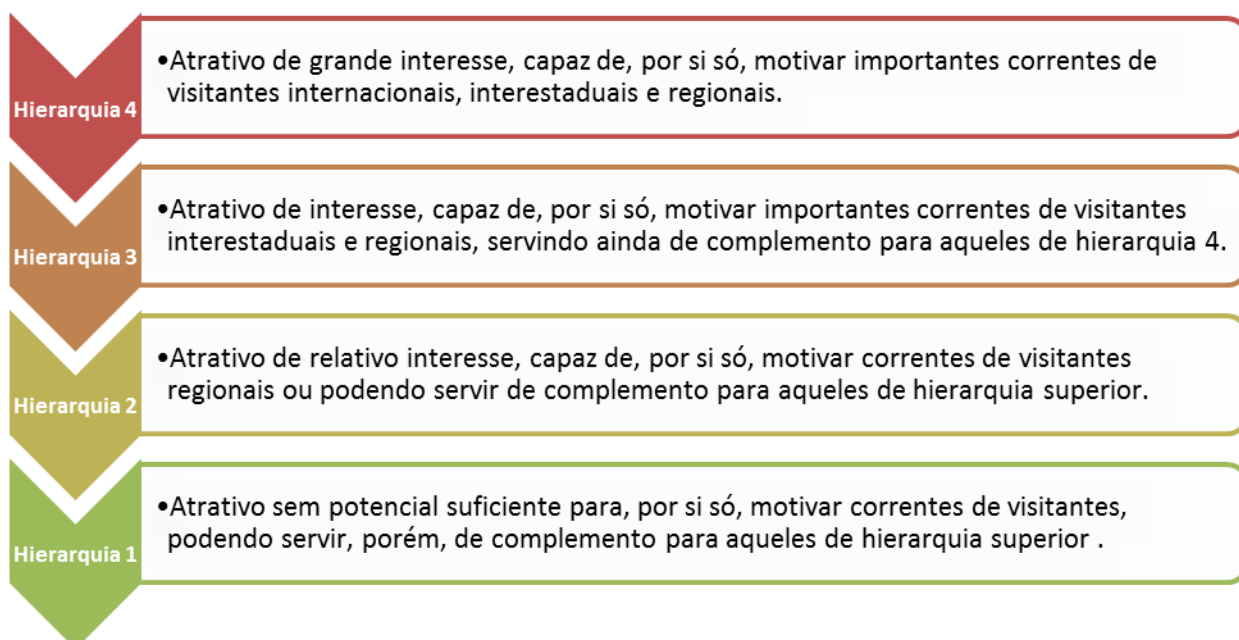 Hierarquia 4
•Atrativo de grande interesse, capaz de, por si só, motivar importantes correntes de
visitantes internacionais, interestaduais e regionais.
Hierarquia 3
•Atrativo de interesse, capaz de, por si só, motivar importantes correntes de visitantes
interestaduais e regionais, servindo ainda de complemento para aqueles de hierarquia 4.
Hierarquia 2
•Atrativo de relativo interesse, capaz de, por si só, motivar correntes de visitantes
regionais ou podendo servir de complemento para aqueles de hierarquia superior.
Hierarquia 1
•Atrativo sem potencial suficiente para, por si só, motivar correntes de visitantes,
podendo servir, porém, de complemento para aqueles de hierarquia superior .